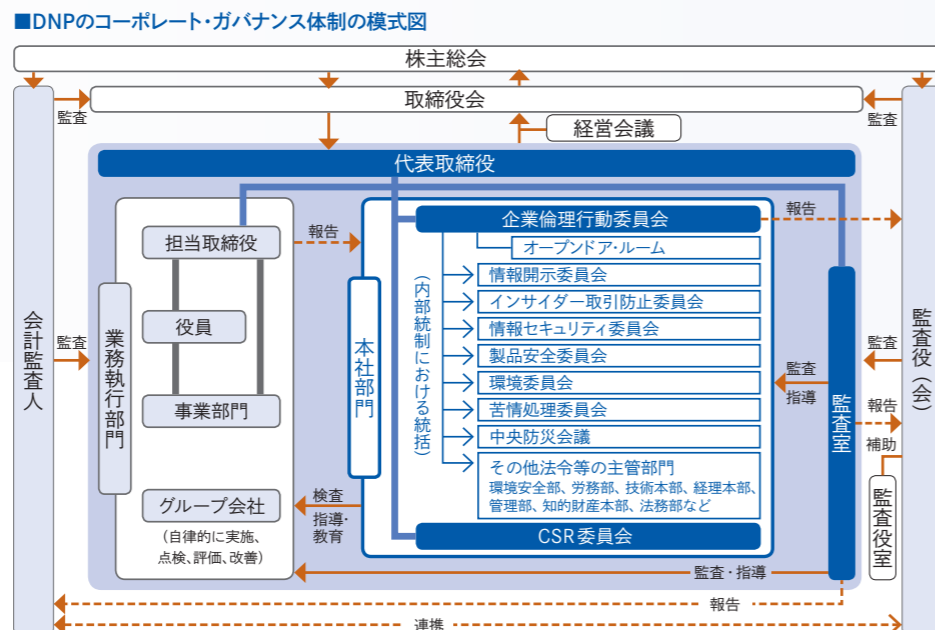 ■DNPのコーポレート・ガバナンス体制の模式図
株主総会
取締役会
監査
監査
経営会議
代表取締役
企業倫理行動委員会
報告
担当取締役
報告
オープンドア・ルーム
情報開示委員会
インサイダー取引防止委員会
役員
情報セキュリティ委員会
会計監査人
監査
業務執行部門
本社部門
(内部統制における統括)
製品安全委員会
監査
監査役(会)
環境委員会
監査
指導
事業部門
苦情処理委員会
監査室
報告
中央防災会議
補助
その他法令等の主管部門
環境安全部、労務部、技術本部、経理本部、
管理部、知的財産本部、法務部など
グループ会社
(自律的に実施、
点検、評価、改善)
検査
指導・
教育
監査役室
CSR委員会
監査・指導
報告
連携